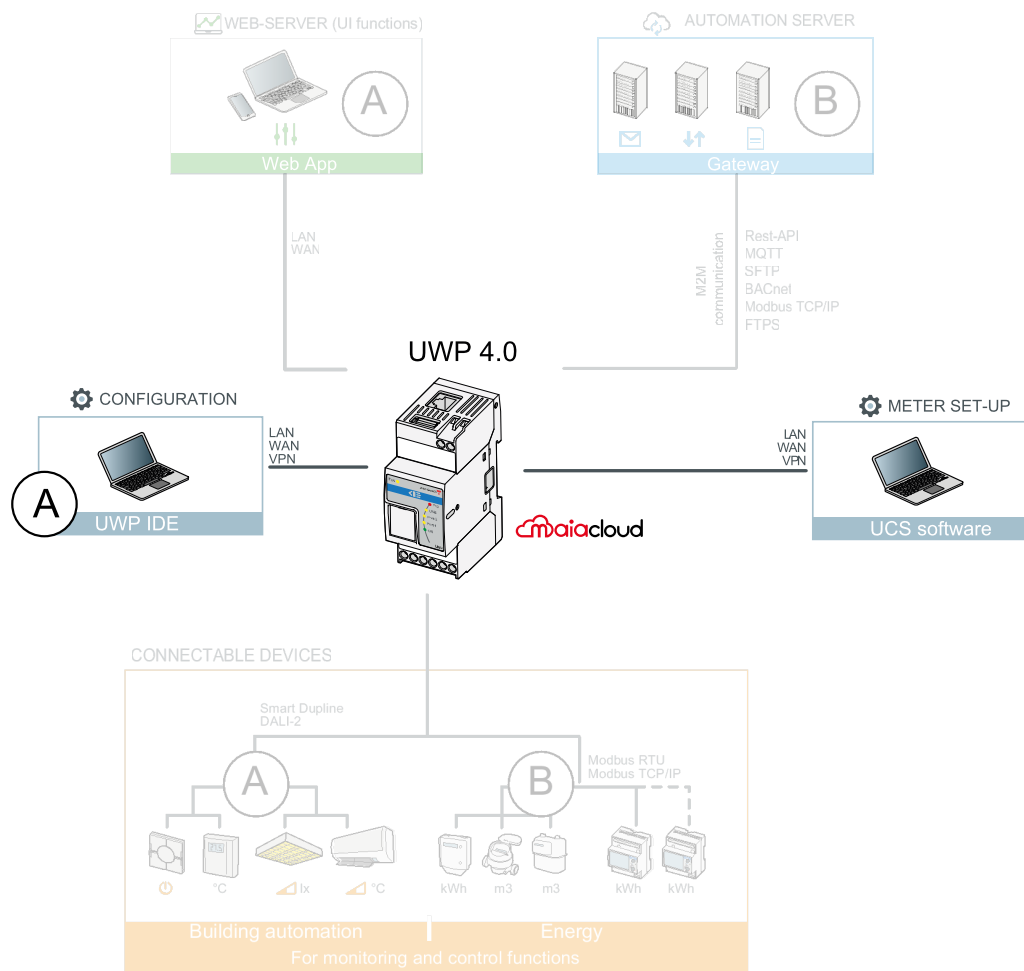 WEB-SERVER (UI functions)
A
Web App
AUTOMATION SERVER
B
Gateway
LAN
WAN
M2M
communication
Rest-API
MQTT
SFTP
BACnet
Modbus TCP/IP
FTPS
UWP 4.0
CONFIGURATION
LAN
WAN
VPN
A
UWP IDE
maiacloud
METER SET-UP
LAN
WAN
VPN
UCS software
CONNECTABLE DEVICES
Smart Dupline
DALI-2
A
B
Modbus RTU
Modbus TCP/IP
°C
lx
°C
kWh
m3
m3
kWh
kWh
Building automation
Energy
For monitoring and control functions